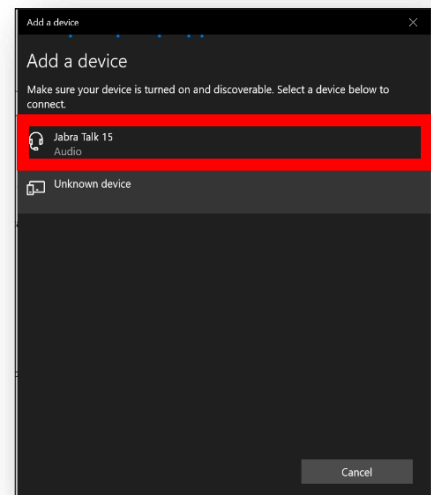 Add a device
Add a device
Make sure your device is turned on and discoverable. Select a device below to
connect.
Jabra Talk 15
Audio
Unknown device
Cancel